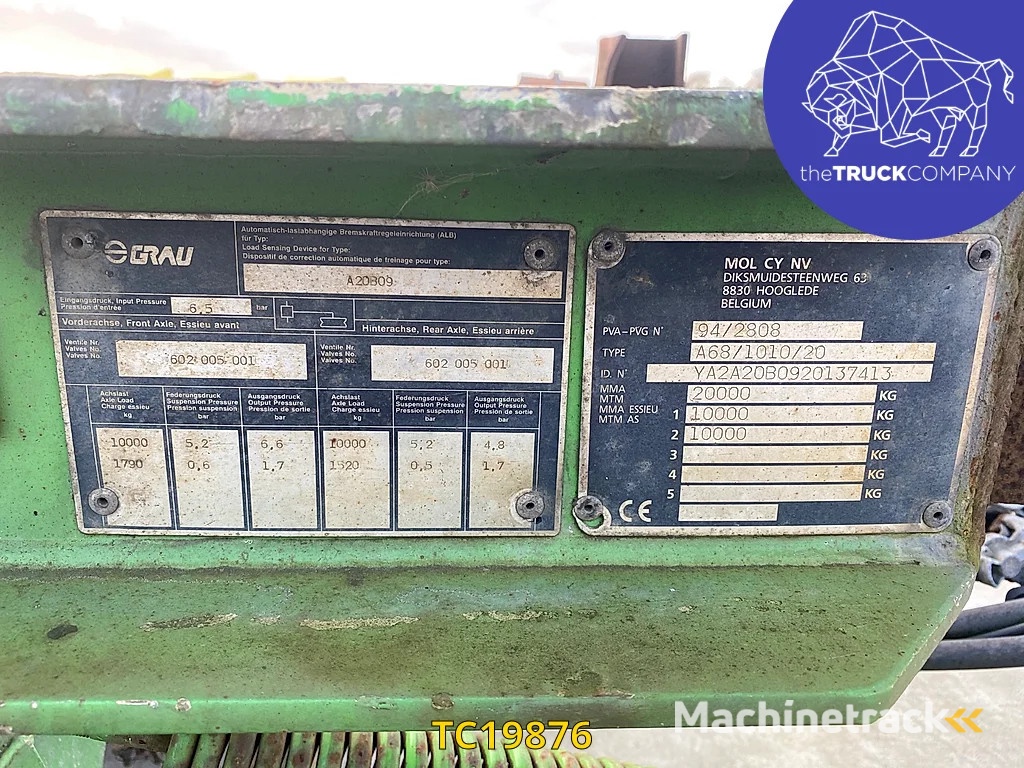 theTRUCKCOMPANY
GRAU
Automatisch-lastabhängige Bremskraftregeleinrichtung (ALB)
für Typ:
Load Sensing Device for Type:
Dispositif de correction automatique de freinage pour type:
A20B09
Eingangsdruck, Input Pressure
Pression d'entrée
6,5 bar
Vorderachse, Front Axle, Essieu avant
Hinterachse, Rear Axle, Essieu arrière
Ventile Nr.
Valves No.
Valves No.
602 005 001
Ventile Nr.
Valves No.
Valves No.
602 005 001
Achslast
Axle Load
Charge essieu
kg
Federungsdruck
Suspension Pressure
Pression suspension
bar
Ausgangsdruck
Output Pressure
Pression de sortie
bar
Achslast
Axle Load
Charge essieu
kg
Federungsdruck
Suspension Pressure
Pression suspension
bar
Ausgangsdruck
Output Pressure
Pression de sortie
bar
10000 5,2 6,6 10000 5,2 4,8
1790 0,6 1,7 1520 0,5 1,7
MOL CY NV
DIKSMUIDESTEENWEG 63
8830 HOOGLEDE
BELGIUM
PVA-PVG N° 94/2808
TYPE A68/1010/20
ID. N° YA2A20B0920137413
MMA
MTM 20000 KG
MMA ESSIEU
MTM AS 1 10000 KG
2 10000 KG
3 KG
4 KG
5 KG
CE
Machinetrack
TC19876